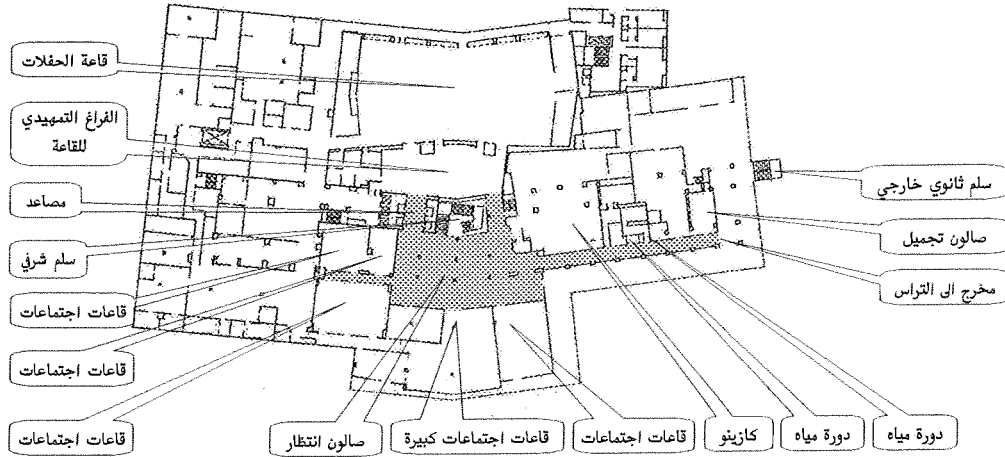 قاعة الحفلات
الفراغ التمهيدي
للقاعة
مصاعد
سلم شرفي
قاعات اجتماعات
قاعات اجتماعات
قاعات اجتماعات
صالون انتظار
قاعات اجتماعات كبيرة
قاعات اجتماعات
كازينو
دورة مياه
دورة مياه
سلم ثانوي خارجي
صالون تجميل
مخرج الى التراس